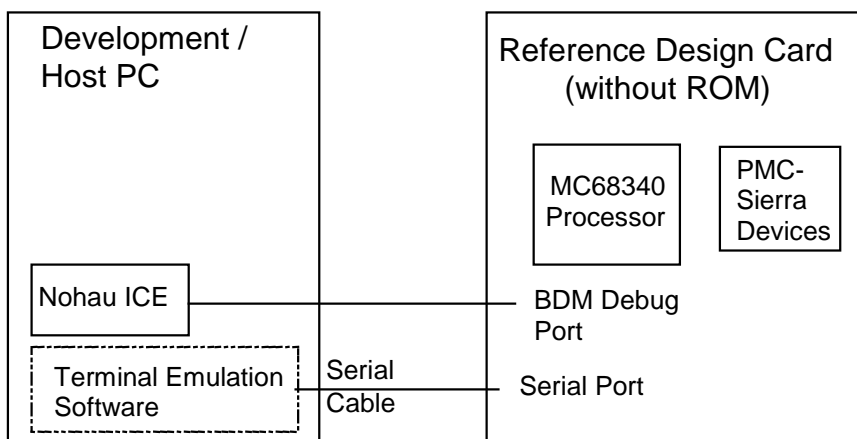 Development /
Host PC
Reference Design Card
(without ROM)
MC68340
Processor
PMC-
Sierra
Devices
Nohau ICE
BDM Debug
Port
Terminal Emulation
Software
Serial
Cable
Serial Port